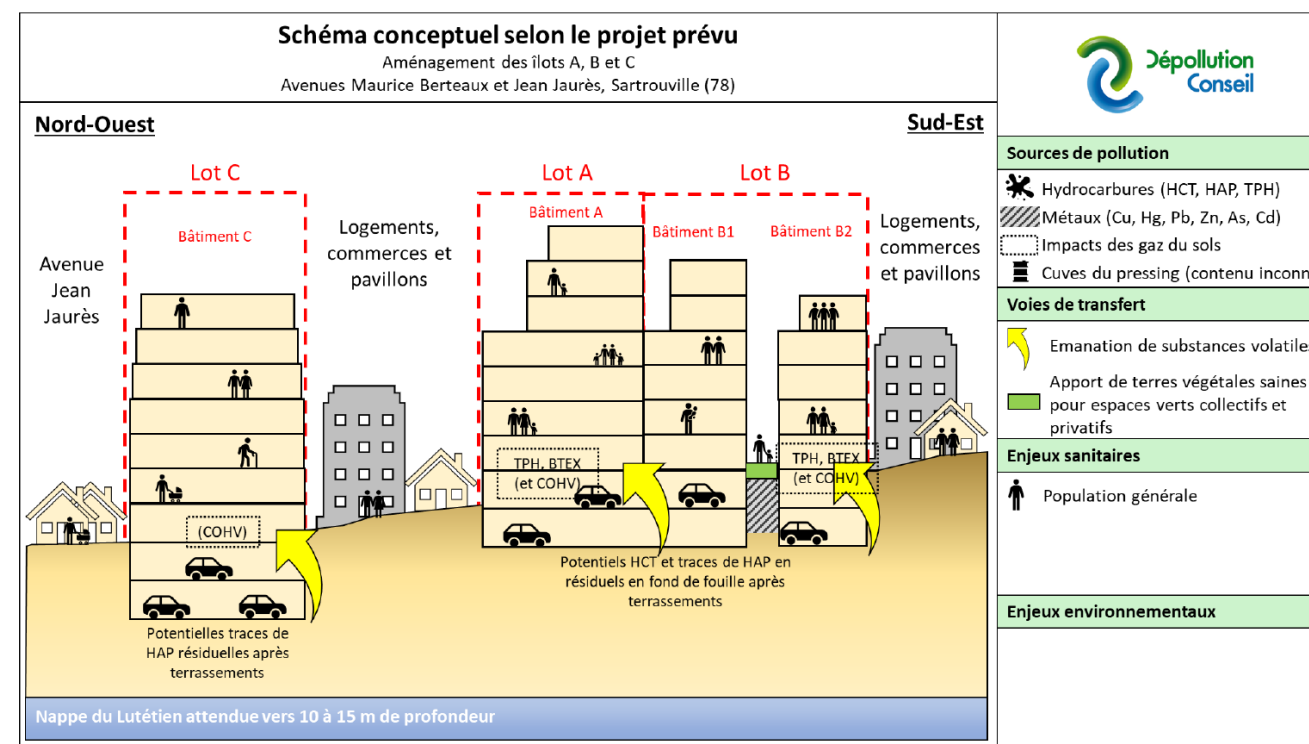 Schéma conceptuel selon le projet prévu
Aménagement des îlots A, B et C
Avenues Maurice Berteaux et Jean Jaurès, Sartrouville (78)
Dépollution
Conseil
Nord-Ouest
Sud-Est
Lot C
Lot A
Lot B
Bâtiment C
Bâtiment A
Bâtiment B1
Bâtiment B2
Avenue
Jean
Jaurès
Logements,
commerces et
pavillons
Logements,
commerces
et pavillons
(COHV)
TPH, BTEX
(et COHV)
TPH, BTEX
(et COHV)
Potentiels HCT et traces de HAP en
résiduels en fond de fouille après
terrassements
Potentielles traces de
HAP résiduelles après
terrassements
Nappe du Lutétien attendue vers 10 à 15 m de profondeur
Sources de pollution
Hydrocarbures (HCT, HAP, TPH)
Métaux (Cu, Hg, Pb, Zn, As, Cd)
Impacts des gaz du sols
Cuves du pressing (contenu inconn
Voies de transfert
Emanation de substances volatiles
Apport de terres végétales saines
pour espaces verts collectifs et
privatifs
Enjeux sanitaires
Population générale
Enjeux environnementaux